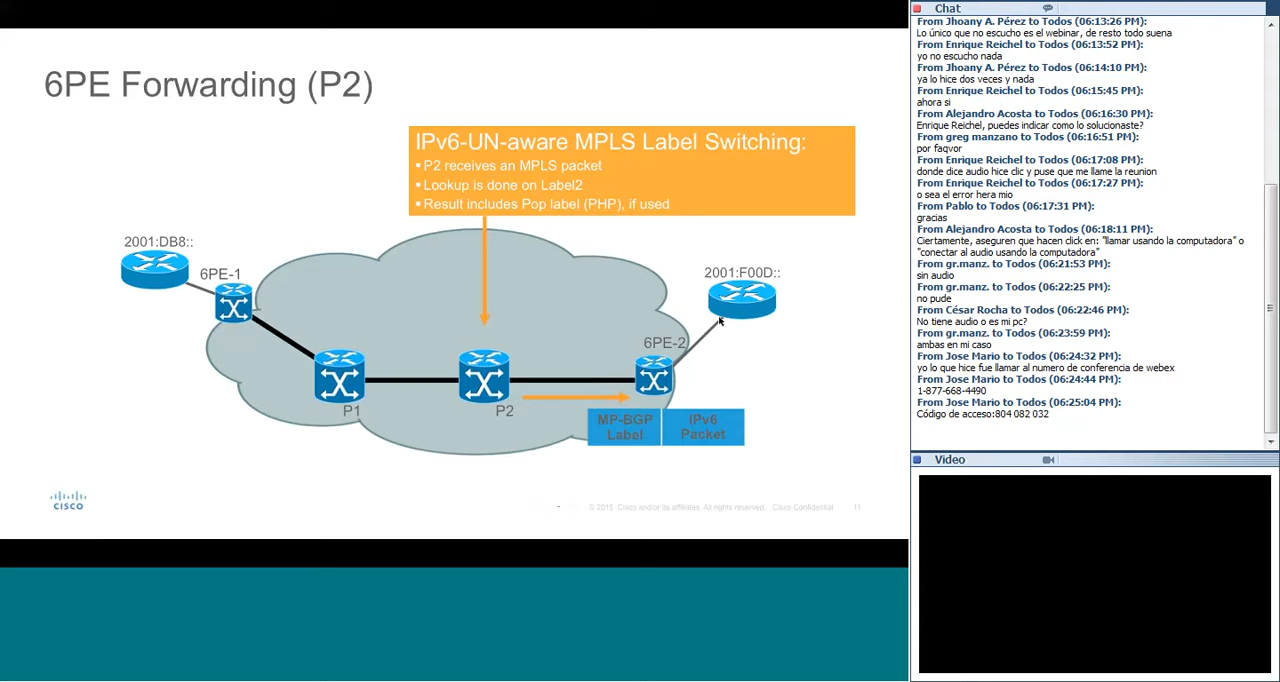 6PE Forwarding (P2)
IPv6-UN-aware MPLS Label Switching:
▪ P2 receives an MPLS packet
▪ Lookup is done on Label2
▪ Result includes Pop label (PHP), if used
2001:DB8::
6PE-1
2001:F00D::
6PE-2
P1
P2
MP-BGP
Label
IPv6
Packet
CISCO
© 2015 Cisco and/or its affiliates. All rights reserved. Cisco Confidential
11
Chat
From Jhoany A. Pérez to Todos (06:13:26 PM):
Lo único que no escucho es el webinar, de resto todo suena
From Enrique Reichel to Todos (06:13:52 PM):
yo no escucho nada
From Jhoany A. Pérez to Todos (06:14:10 PM):
ya lo hice dos veces y nada
From Enrique Reichel to Todos (06:15:45 PM):
ahora si
From Alejandro Acosta to Todos (06:16:30 PM):
Enrique Reichel, puedes indicar como lo solucionaste?
From greg manzano to Todos (06:16:51 PM):
por faqvor
From Enrique Reichel to Todos (06:17:08 PM):
donde dice audio hice clic y puse que me llame la reunion
From Enrique Reichel to Todos (06:17:27 PM):
o sea el error hera mio
From Pablo to Todos (06:17:31 PM):
gracias
From Alejandro Acosta to Todos (06:18:11 PM):
Ciertamente, aseguren que hacen click en: "llamar usando la computadora" o
"conectar al audio usando la computadora"
From gr.manz. to Todos (06:21:53 PM):
sin audio
From gr.manz. to Todos (06:22:25 PM):
no pude
From César Rocha to Todos (06:22:46 PM):
No tiene audio o es mi pc?
From gr.manz. to Todos (06:23:59 PM):
ambas en mi caso
From Jose Mario to Todos (06:24:32 PM):
yo lo que hice fue llamar al numero de conferencia de webex
From Jose Mario to Todos (06:24:44 PM):
1-877-668-4490
From Jose Mario to Todos (06:25:04 PM):
Código de acceso:804 082 032
Video